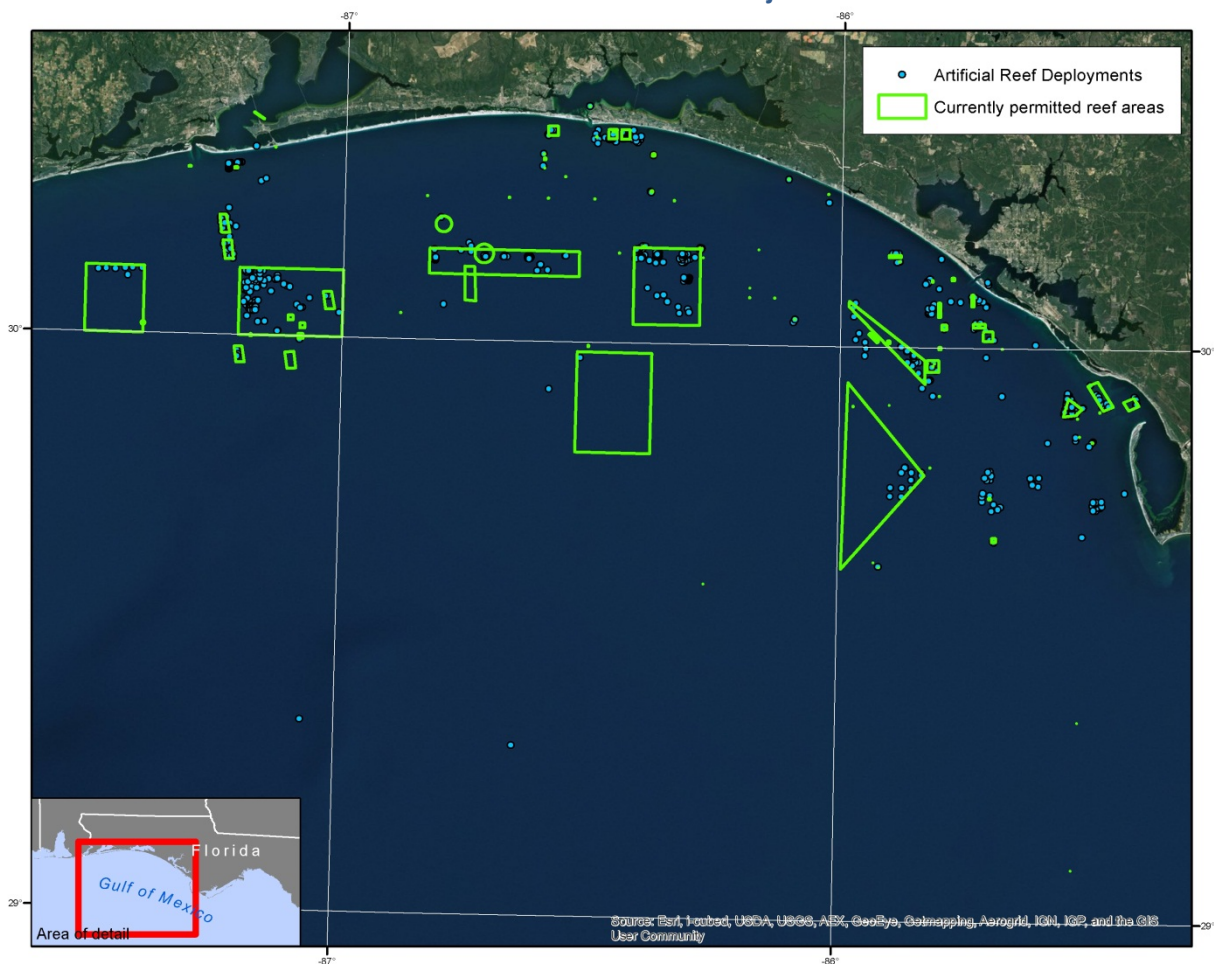 -87°
-86°
Artificial Reef Deployments
Currently permitted reef areas
30°
30°
Florida
Gulf of Mexico
Area of detail
29°
Source: Esri, i-cubed, USDA, USGS, AEX, GeoEye, Getmapping, Aerogrid, IGN, IGP, and the GIS
User Community
29°
-87°
-86°